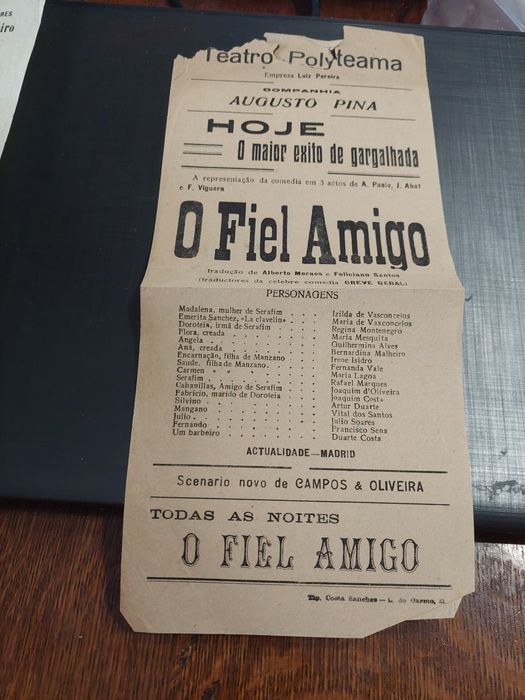 RES
iro
Teatro Polyteama
Empreza Luiz Pereira
COMPANHIA
AUGUSTO PINA
HOJE
O maior exito de gargalhada
A representação da comedia em 3 actos de A. Paulo, J. Abat
e F. Viguera
O Fiel Amigo
tradução de Alberto Moraes e Feliciano Santos
(traductores da celebre comedia GREVE GERAL)
PERSONAGENS
Madalena, mulher de Serafim . . . Izilda de Vasconcelos
Emerita Sanchez, «La clavelin» . . . Maria de Vasconcelos
Doroteia, irmã de Serafim . . . . Regina Montenegro
Flora, creada . . . . . . . Maria Mesquita
Angela . . . . . . . . . Guilhermina Alves
Aná, creada . . . . . . . Bernardina Malheiro
Encarnação, filha de Manzano . . . Irene Isidro
Saude, filha de Manzano. . . . . Fernanda Vale
Carmen » » . . . . . Maria Lagoa
Serafim . . . . . . . . . Rafael Marques
Cabanillas, Amigo de Serafim . . . Joaquim d'Oliveira
Fabricio, marido de Doroteia . . . Joaquim Costa
Silvino . . . . . . . . . Artur Duarte
Mangano . . . . . . . . Vital dos Santos
Julio . . . . . . . . . . Julio Soares
Fernando . . . . . . . . Francisco Sena
Um barbeiro . . . . . . . Duarte Costa
ACTUALIDADE—MADRID
Scenario novo de CAMPOS & OLIVEIRA
TODAS AS NOITES
O FIEL AMIGO
Tip. Costa Sanches — L. do Carmo,